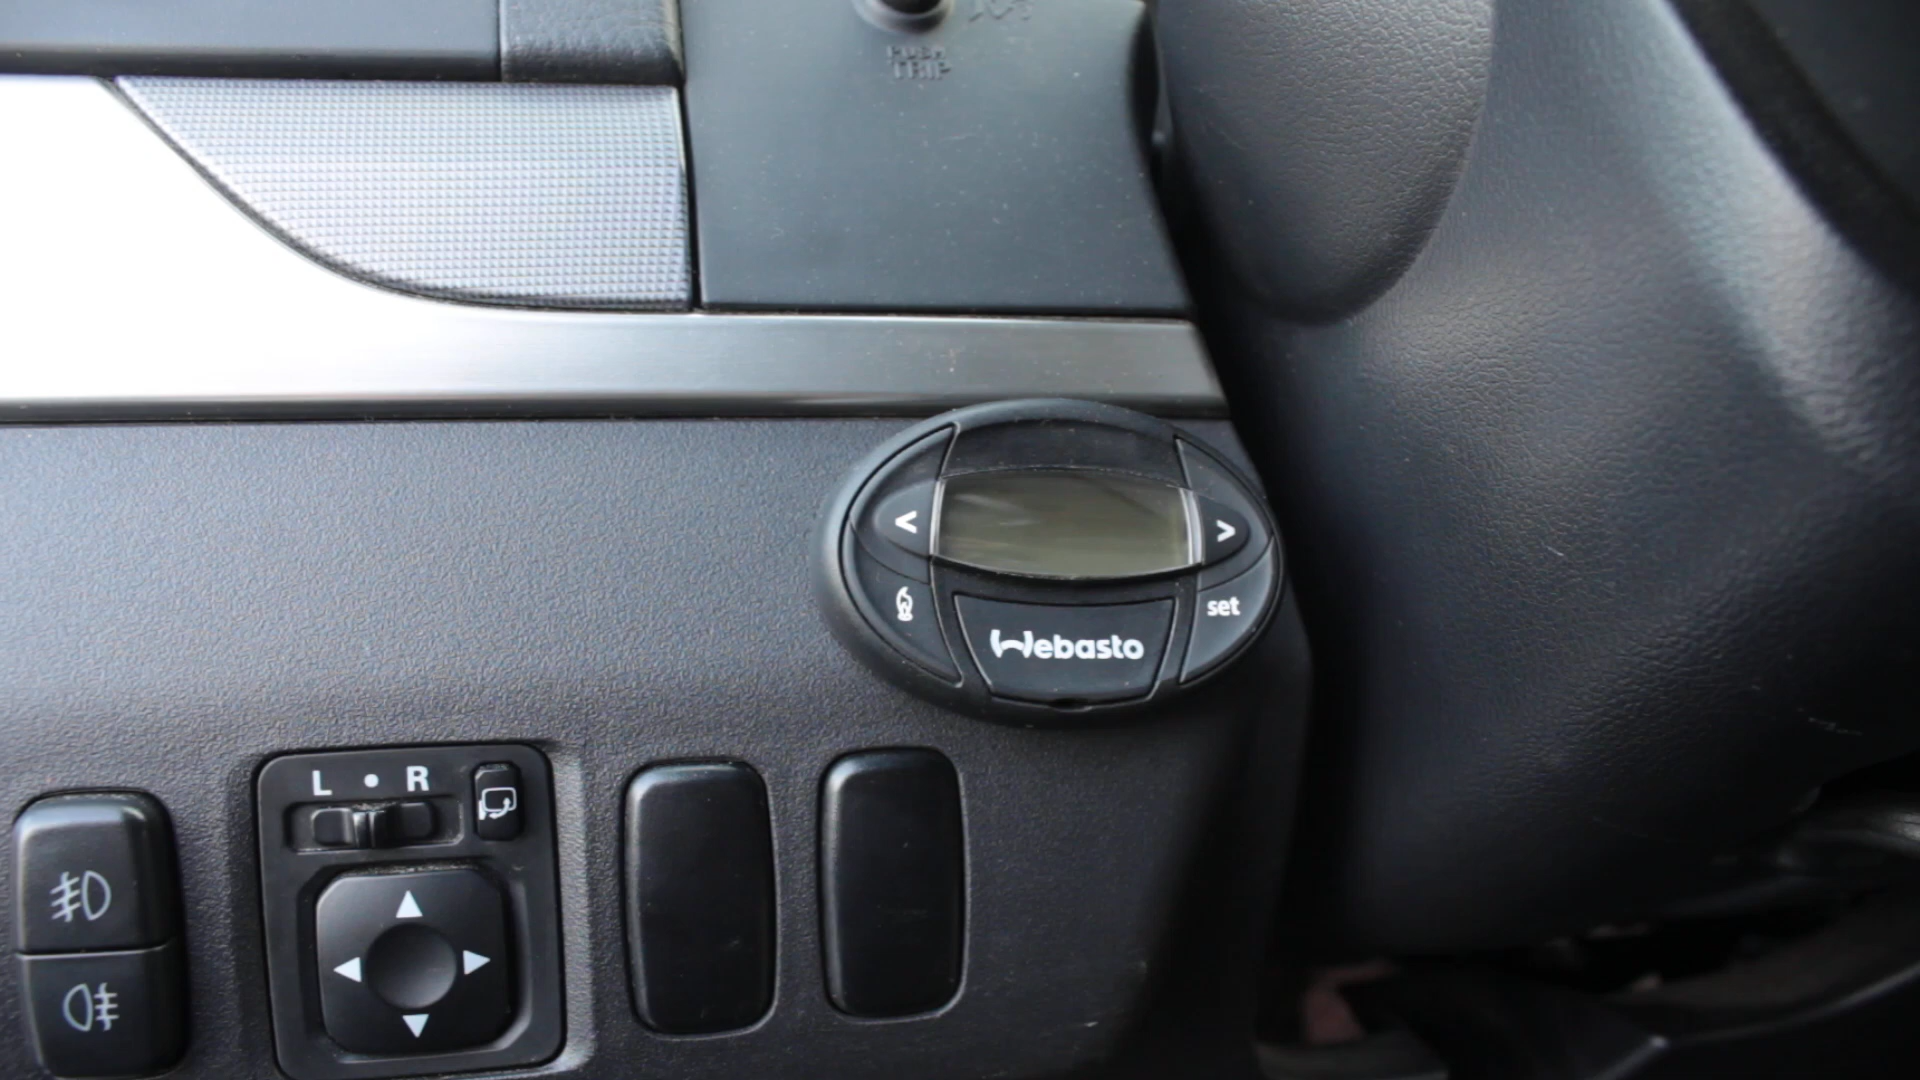 PUSH
TRIP
<
>
set
Webasto
L • R